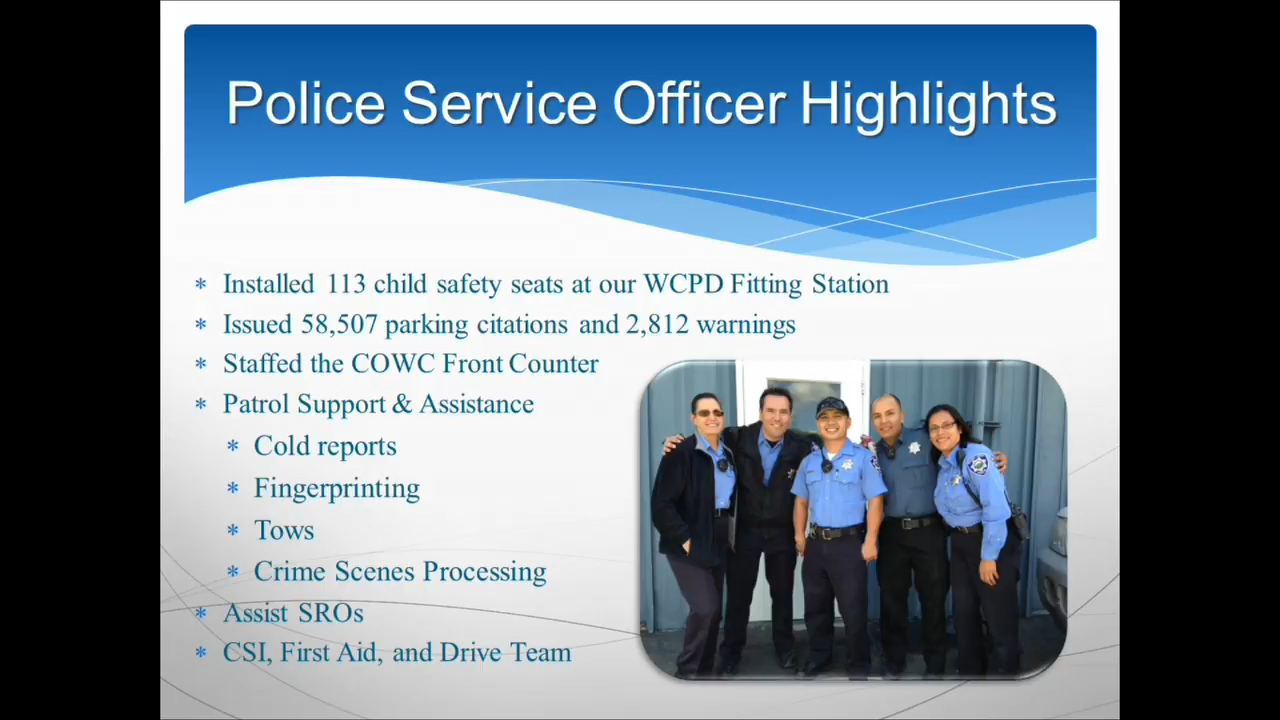 Police Service Officer Highlights
* Installed 113 child safety seats at our WCPD Fitting Station
* Issued 58,507 parking citations and 2,812 warnings
* Staffed the COWC Front Counter
* Patrol Support & Assistance
* Cold reports
* Fingerprinting
* Tows
* Crime Scenes Processing
* Assist SROs
* CSI, First Aid, and Drive Team